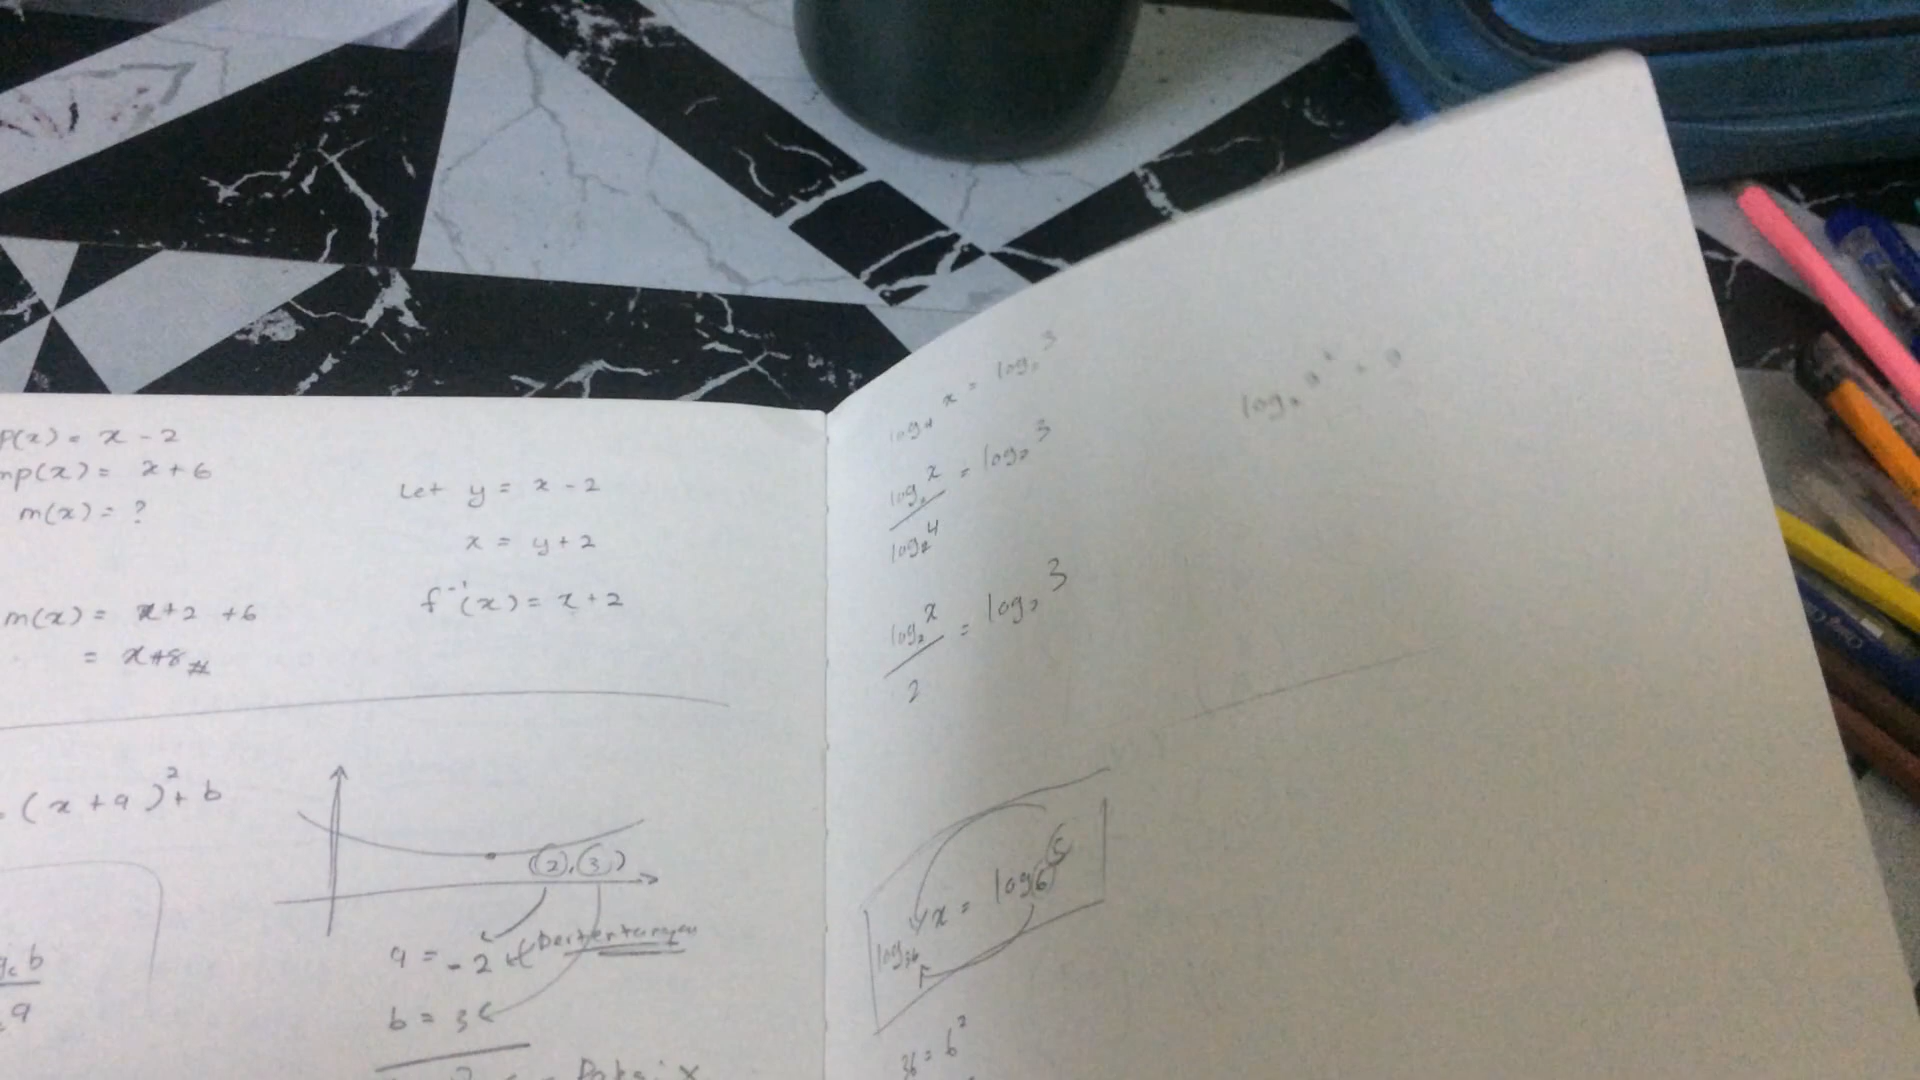 p(x) = x - 2
mp(x) = x + 6
m(x) = ?
m(x) = x+2 +6
= x+8 #
Let y = x - 2
x = y + 2
f⁻¹(x) = x + 2
(x + a)² + b
(2, 3)
a = -2
b = 3
b
a
log₄ x = log₂ 3
log₂ x / log₂ 4 = log₂ 3
log₂ x / 2 = log₂ 3
log₃₆ x = log₆ 5
36 = 6²